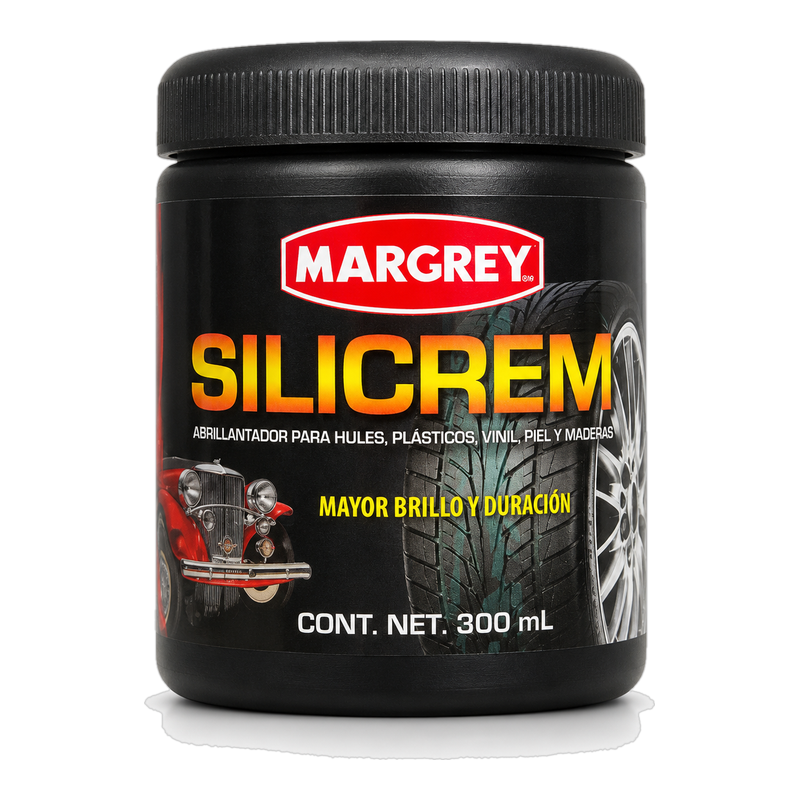 MARGREY
SILICREM
ABRILLANTADOR PARA HULES, PLÁSTICOS, VINIL, PIEL Y MADERAS
MAYOR BRILLO Y DURACIÓN
CONT. NET. 300 mL